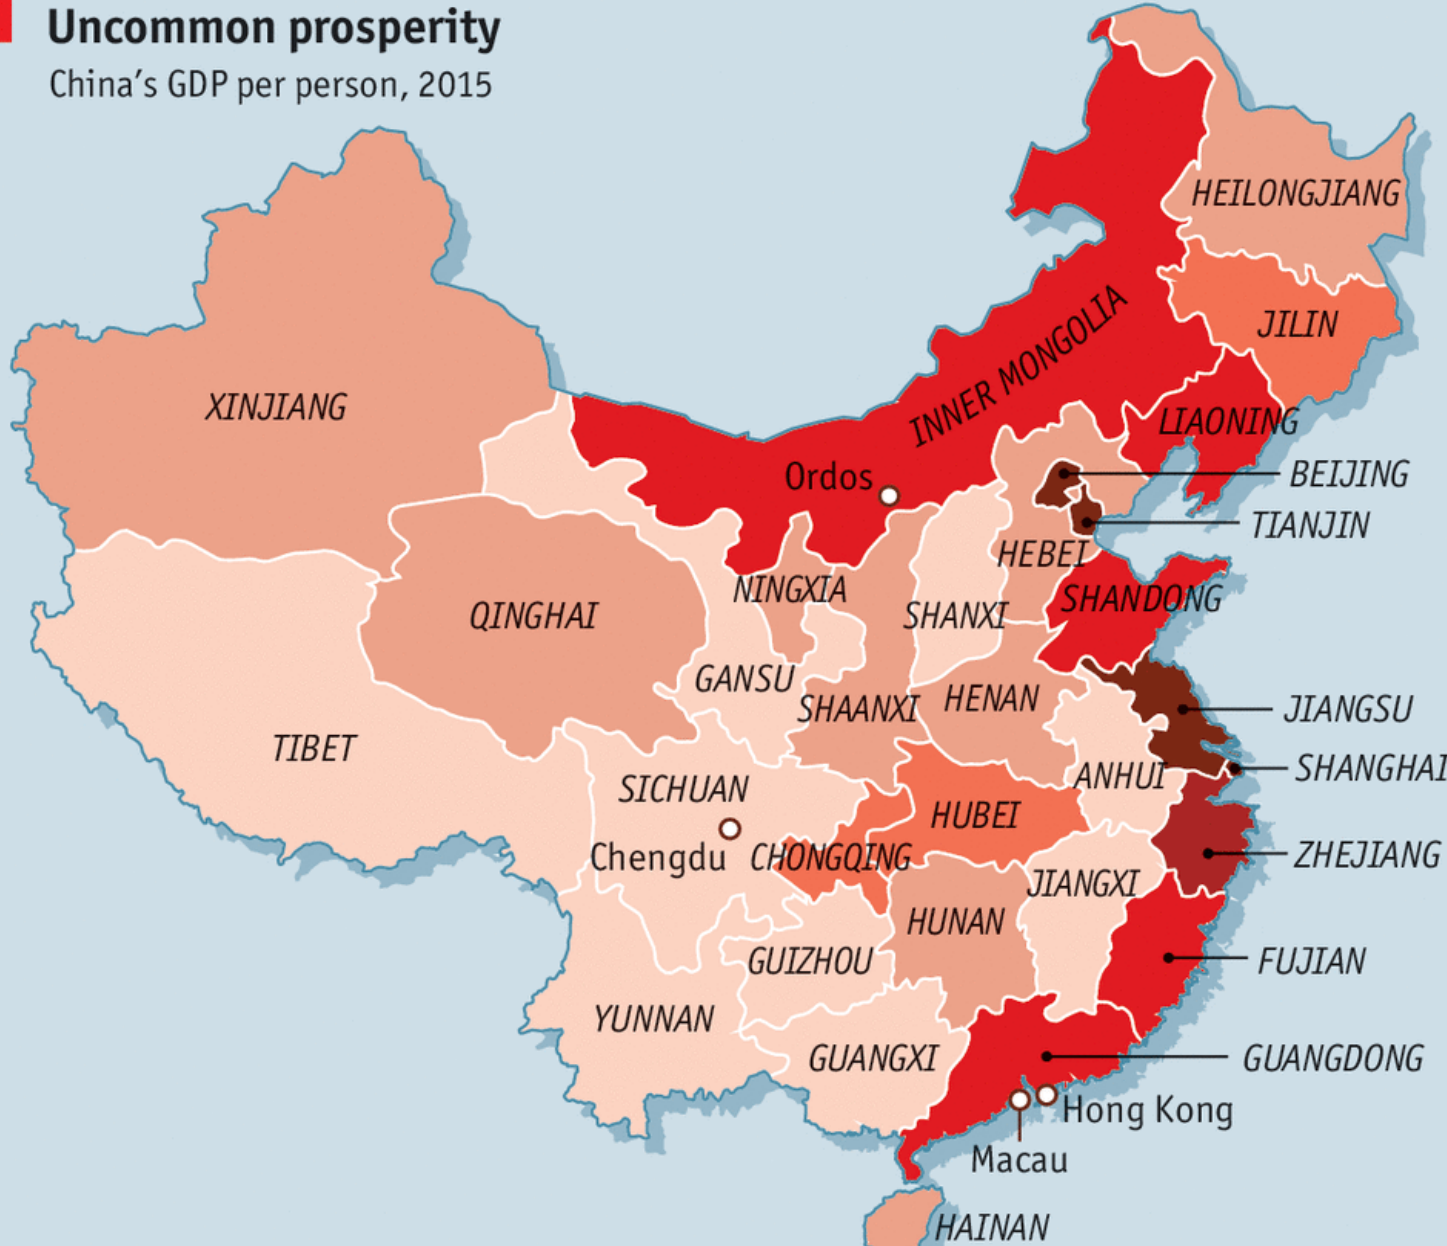 Uncommon prosperity
China's GDP per person, 2015
HEILONGJIANG
JILIN
INNER MONGOLIA
XINJIANG
LIAONING
Ordos
BEIJING
TIANJIN
HEBEI
NINGXIA
SHANDONG
QINGHAI
SHANXI
GANSU
SHAANXI
HENAN
JIANGSU
TIBET
SHANGHAI
ANHUI
SICHUAN
HUBEI
Chengdu
CHONGQING
ZHEJIANG
JIANGXI
HUNAN
GUIZHOU
FUJIAN
YUNNAN
GUANGXI
GUANGDONG
Hong Kong
Macau
HAINAN